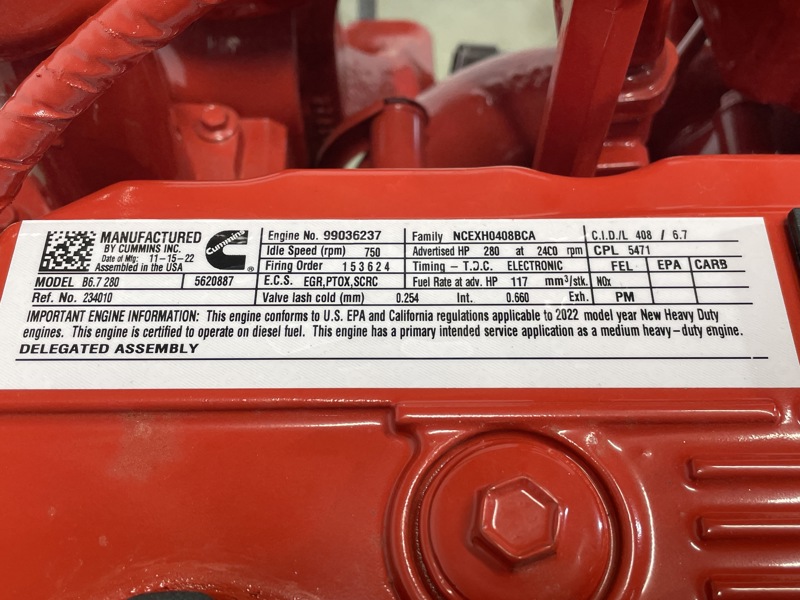 MANUFACTURED
BY CUMMINS INC.
Date of Mfg: 11-15-22
Assembled in the USA
Cummins
MODEL B6.7 280 5620887
Ref. No. 234010
Engine No. 99036237
Idle Speed (rpm) 750
Firing Order 153624
E.C.S. EGR,PTOX,SCRC
Valve lash cold (mm) 0.254 Int. 0.660 Exh.
Family NCEXH0408BCA
Advertised HP 280 at 2400 rpm
Timing - T.D.C. ELECTRONIC
Fuel Rate at adv. HP 117 mm³/stk.
C.I.D./L 408 / 6.7
CPL 5471
FEL EPA CARB
NOx
PM
IMPORTANT ENGINE INFORMATION: This engine conforms to U.S. EPA and California regulations applicable to 2022 model year New Heavy Duty
engines. This engine is certified to operate on diesel fuel. This engine has a primary intended service application as a medium heavy-duty engine.
DELEGATED ASSEMBLY